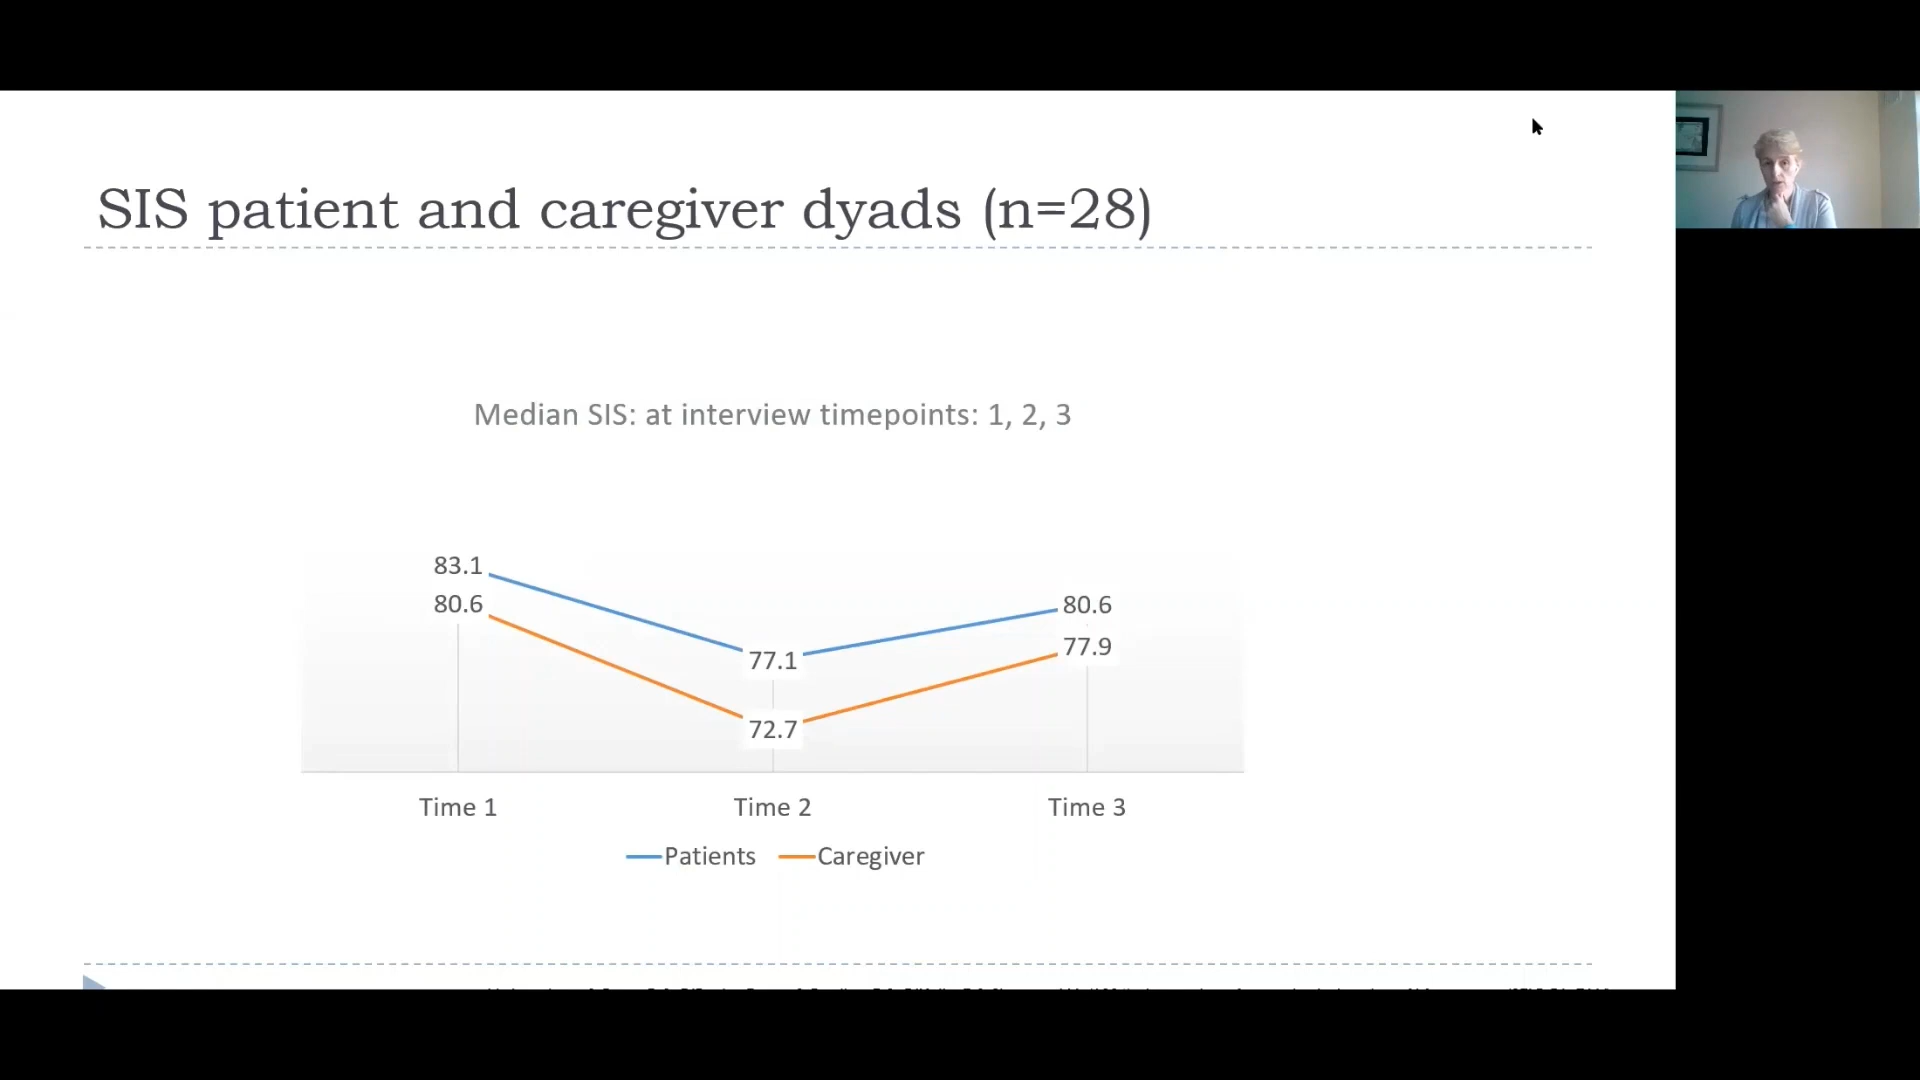 SIS patient and caregiver dyads (n=28)
Median SIS: at interview timepoints: 1, 2, 3
83.1
80.6
77.1
72.7
80.6
77.9
Time 1 Time 2 Time 3
Patients Caregiver